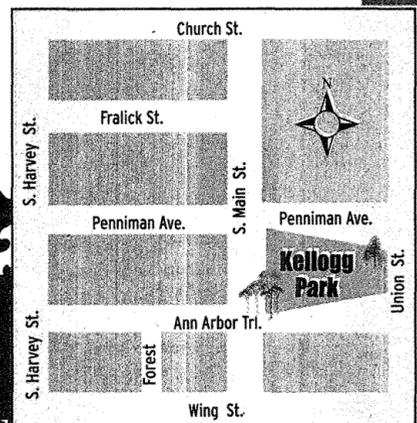 Church St.
N
Fralick St.
S. Harvey St.
S. Main St.
Penniman Ave.
Penniman Ave.
Kellogg
Park
Union St.
Ann Arbor Trl.
S. Harvey St.
Forest
Wing St.